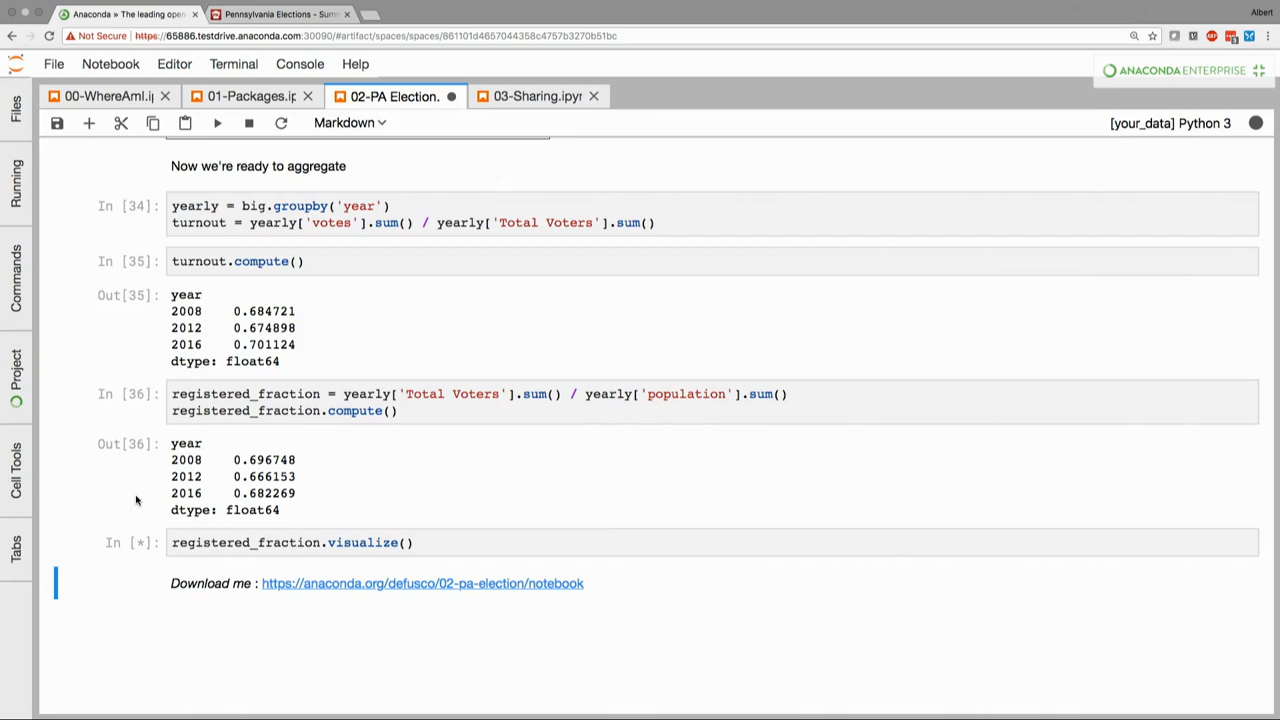 Anaconda » The leading open
Pennsylvania Elections - Sum
Albert
Not Secure https://65886.testdrive.anaconda.com:30090/#artifact/spaces/spaces/861101d4657044358c4757b3270b51bc
File Notebook Editor Terminal Console Help
ANACONDA ENTERPRISE
00-WhereAmI.i
01-Packages.ip
02-PA Election.
03-Sharing.ipyr
Markdown
[your_data] Python 3
Files
Running
Commands
Project
Cell Tools
Tabs
Now we're ready to aggregate
In [34]: yearly = big.groupby('year')
turnout = yearly['votes'].sum() / yearly['Total Voters'].sum()
In [35]: turnout.compute()
Out[35]: year
2008 0.684721
2012 0.674898
2016 0.701124
dtype: float64
In [36]: registered_fraction = yearly['Total Voters'].sum() / yearly['population'].sum()
registered_fraction.compute()
Out[36]: year
2008 0.696748
2012 0.666153
2016 0.682269
dtype: float64
In [*]: registered_fraction.visualize()
Download me : https://anaconda.org/defusco/02-pa-election/notebook